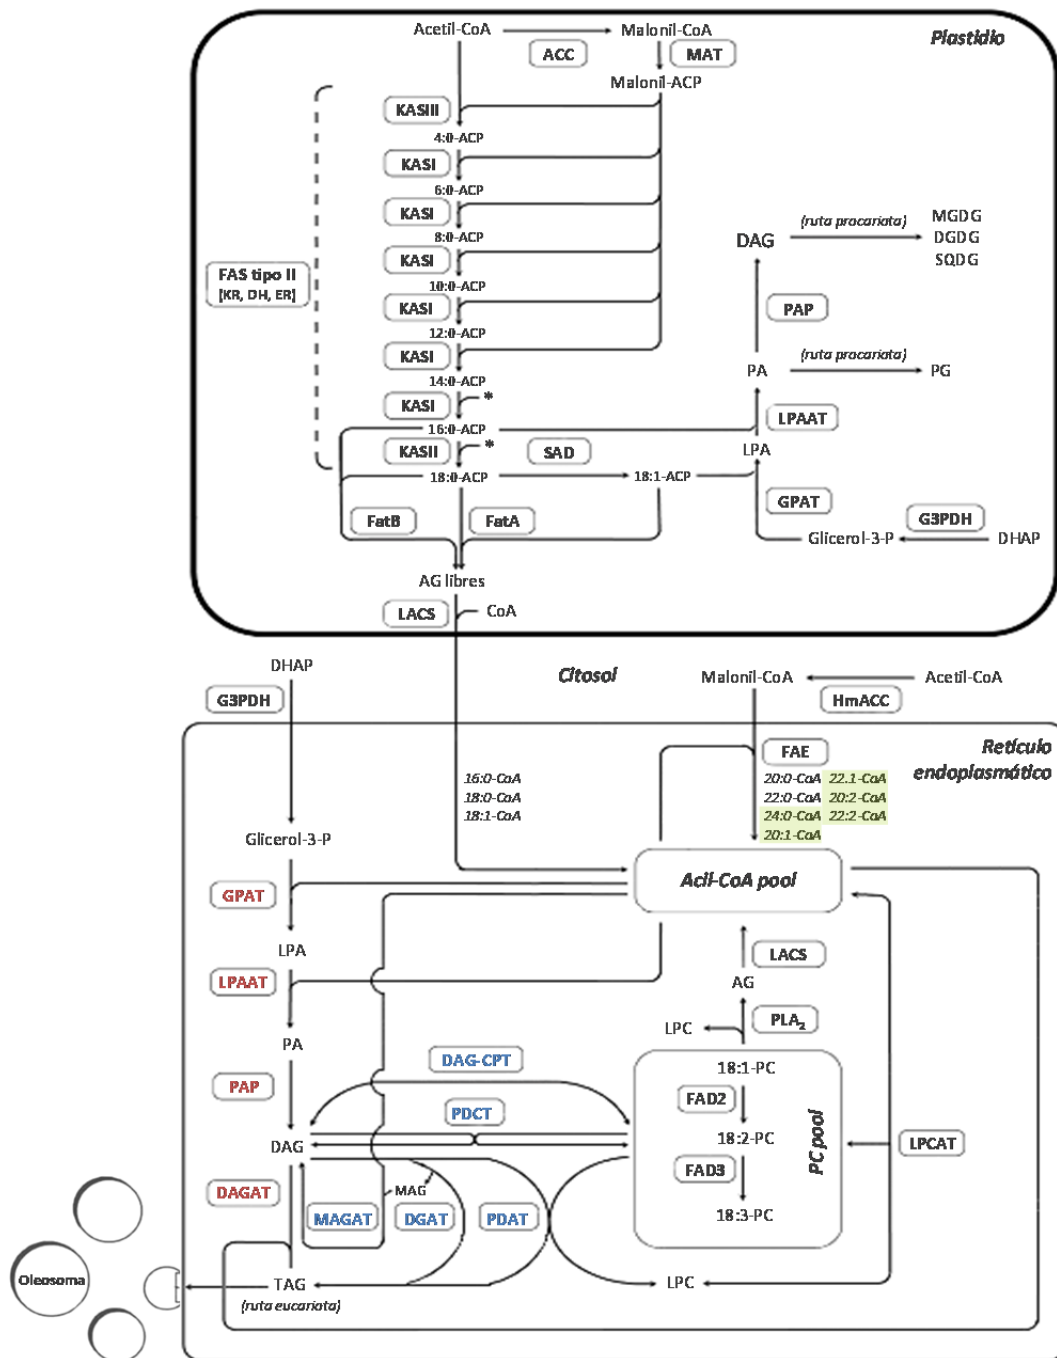 Acetil-CoA
Malonil-CoA
Plastidio
ACC
MAT
Malonil-ACP
KASIII
4:0-ACP
KASI
6:0-ACP
KASI
8:0-ACP
KASI
10:0-ACP
KASI
12:0-ACP
KASI
14:0-ACP
KASI
*
16:0-ACP
KASII
*
18:0-ACP
FAS tipo II
[KR, DH, ER]
SAD
18:1-ACP
FatB
FatA
AG libres
LACS
CoA
DAG
(ruta procariata)
MGDG
DGDG
SQDG
PAP
PA
(ruta procariata)
PG
LPAAT
LPA
GPAT
Glicerol-3-P
G3PDH
DHAP
DHAP
G3PDH
Citosol
Malonil-CoA
Acetil-CoA
HmACC
Retículo
endoplasmático
FAE
16:0-CoA
18:0-CoA
18:1-CoA
20:0-CoA 22.1-CoA
22:0-CoA 20:2-CoA
24:0-CoA 22:2-CoA
20:1-CoA
Glicerol-3-P
Acil-CoA pool
GPAT
LPA
LPAAT
PA
PAP
DAG
DAGAT
TAG
(ruta eucariata)
Oleosoma
LACS
AG
LPC
PLA2
18:1-PC
FAD2
18:2-PC
FAD3
18:3-PC
PC pool
LPCAT
DAG-CPT
PDCT
MAG
MAGAT
DGAT
PDAT
LPC